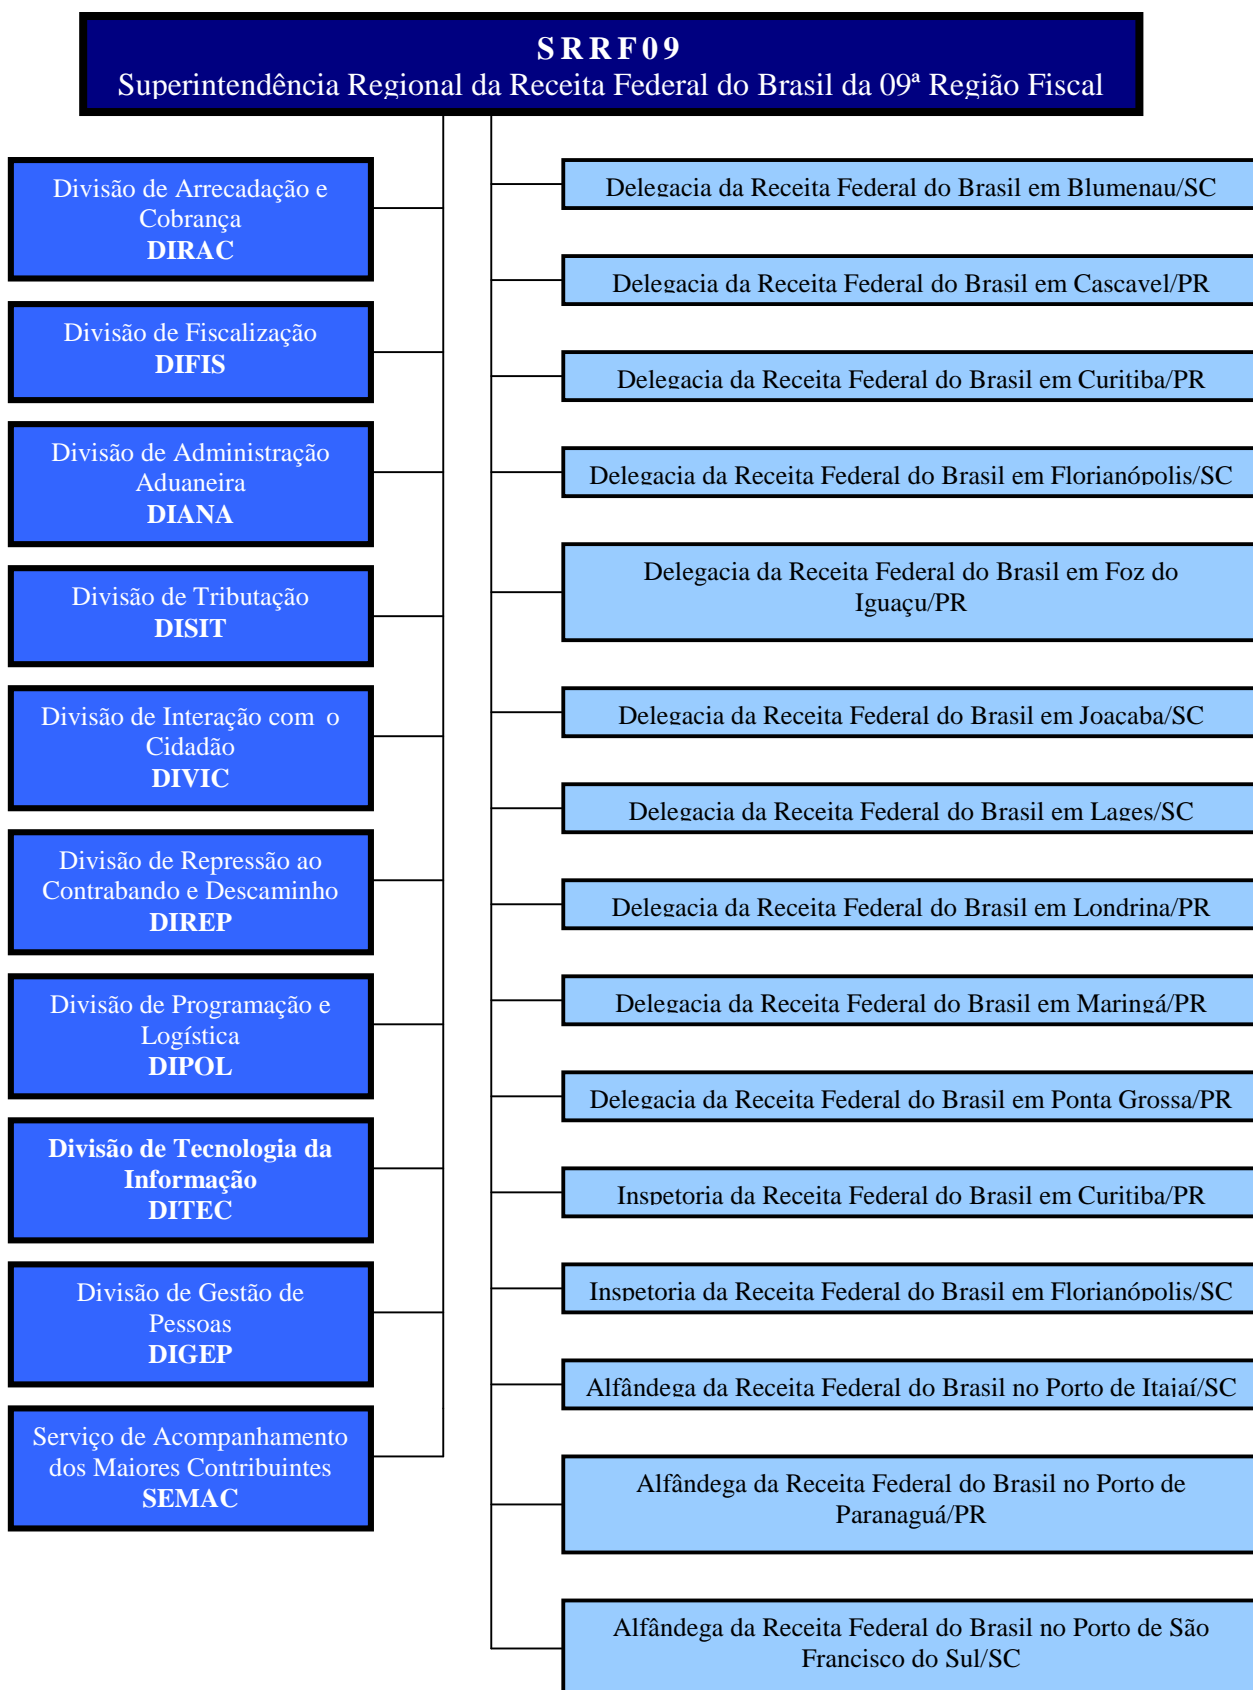 SRRF09
Superintendência Regional da Receita Federal do Brasil da 09ª Região Fiscal
Divisão de Arrecadação e
Cobrança
DIRAC
Divisão de Fiscalização
DIFIS
Divisão de Administração
Aduaneira
DIANA
Divisão de Tributação
DISIT
Divisão de Interação com o
Cidadão
DIVIC
Divisão de Repressão ao
Contrabando e Descaminho
DIREP
Divisão de Programação e
Logística
DIPOL
Divisão de Tecnologia da
Informação
DITEC
Divisão de Gestão de
Pessoas
DIGEP
Serviço de Acompanhamento
dos Maiores Contribuintes
SEMAC
Delegacia da Receita Federal do Brasil em Blumenau/SC
Delegacia da Receita Federal do Brasil em Cascavel/PR
Delegacia da Receita Federal do Brasil em Curitiba/PR
Delegacia da Receita Federal do Brasil em Florianópolis/SC
Delegacia da Receita Federal do Brasil em Foz do
Iguaçu/PR
Delegacia da Receita Federal do Brasil em Joacaba/SC
Delegacia da Receita Federal do Brasil em Lages/SC
Delegacia da Receita Federal do Brasil em Londrina/PR
Delegacia da Receita Federal do Brasil em Maringá/PR
Delegacia da Receita Federal do Brasil em Ponta Grossa/PR
Inspetoria da Receita Federal do Brasil em Curitiba/PR
Inspetoria da Receita Federal do Brasil em Florianópolis/SC
Alfândega da Receita Federal do Brasil no Porto de Itajaí/SC
Alfândega da Receita Federal do Brasil no Porto de
Paranaguá/PR
Alfândega da Receita Federal do Brasil no Porto de São
Francisco do Sul/SC